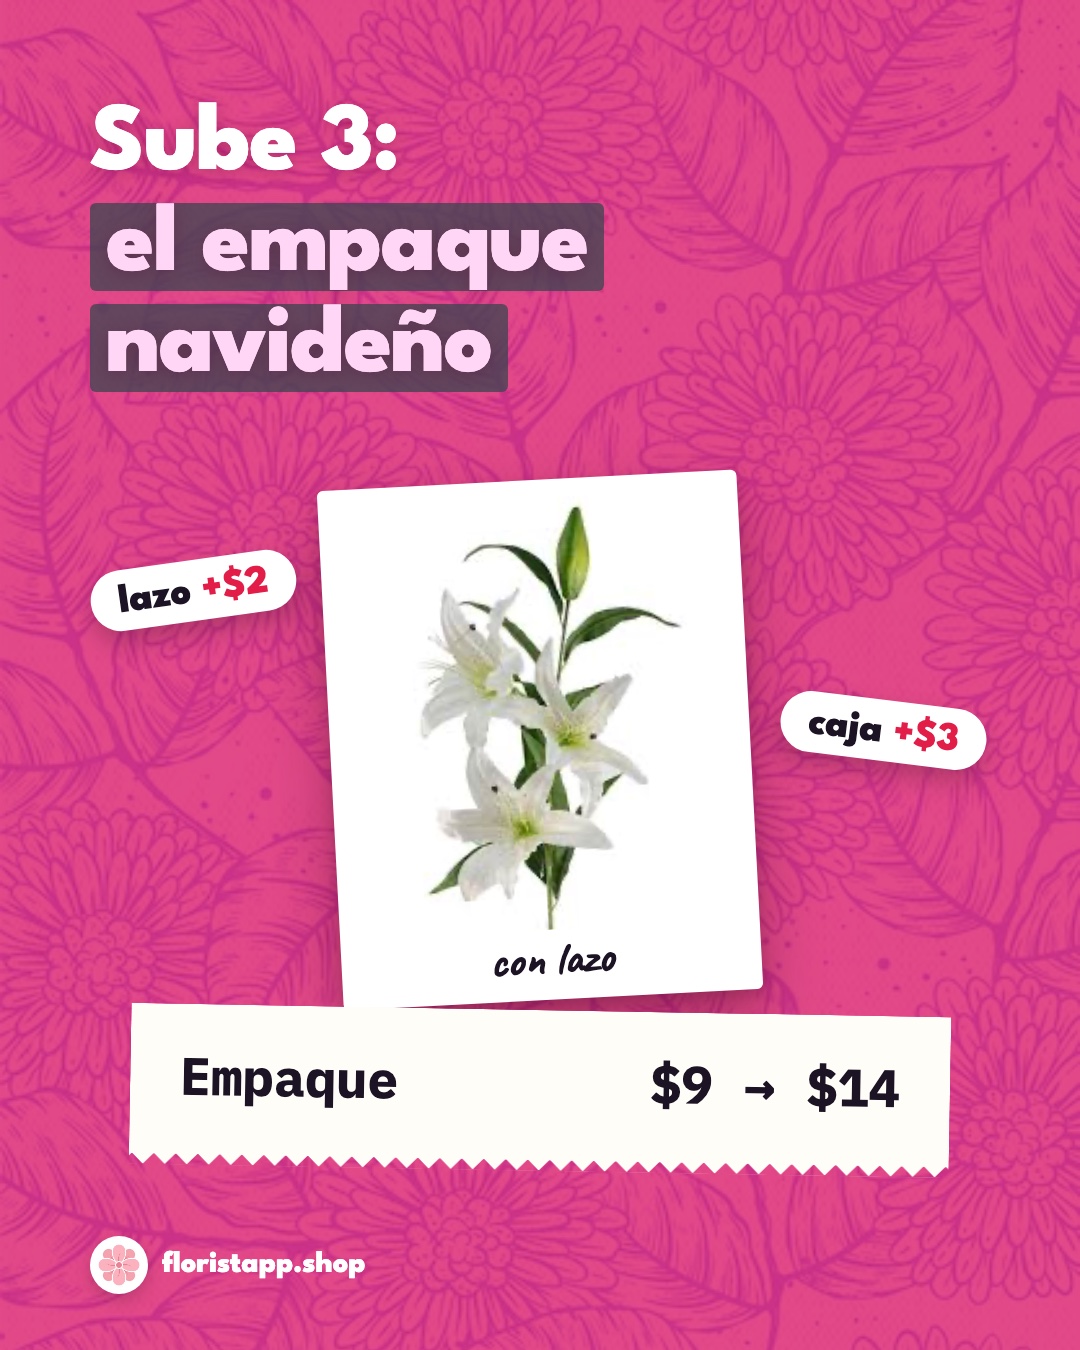 Sube 3:
el empaque
navideño
lazo +$2
caja +$3
con lazo
Empaque $9 → $14
floristapp.shop